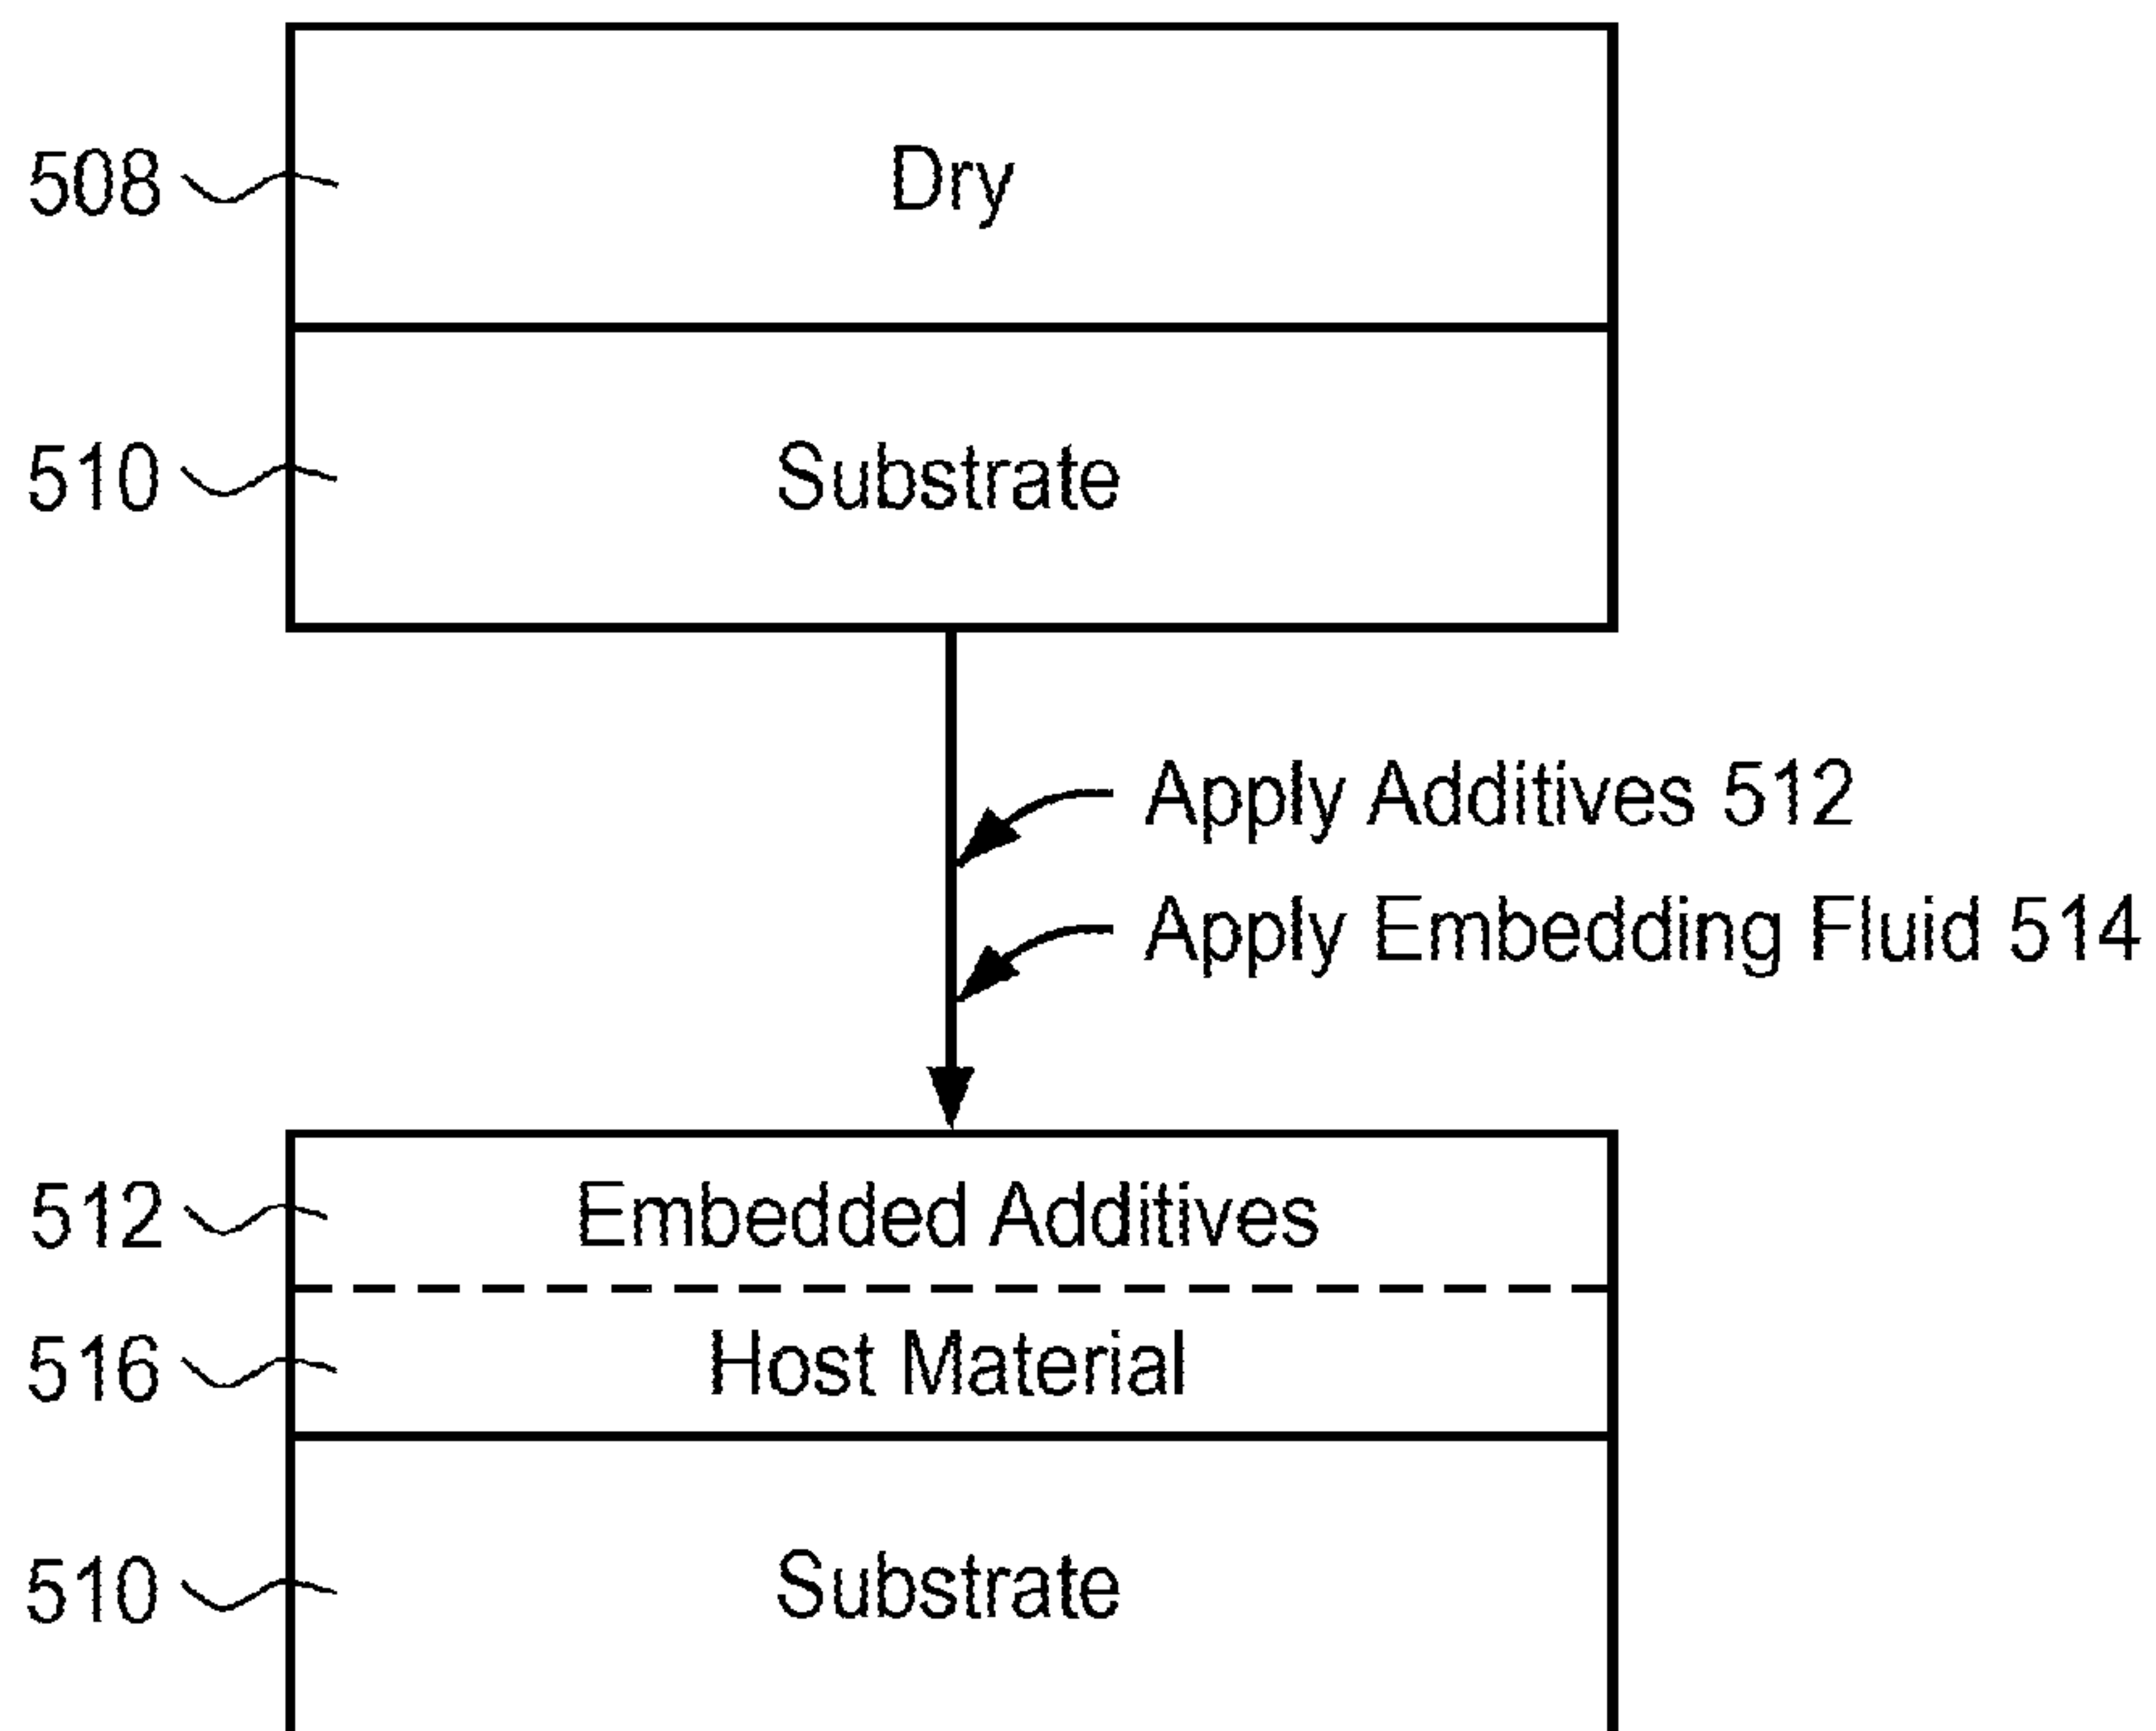 508 Dry
510 Substrate
Apply Additives 512
Apply Embedding Fluid 514
512 Embedded Additives
516 Host Material
510 Substrate